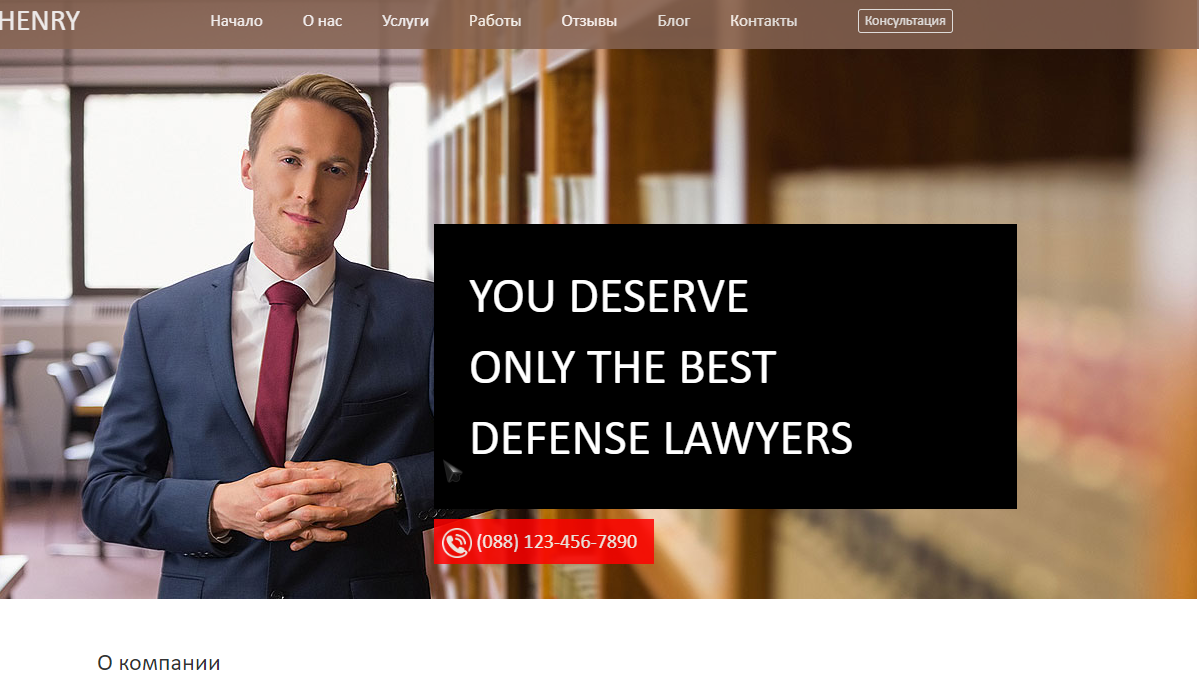 HENRY
Начало О нас Услуги Работы Отзывы Блог Контакты Консультация
YOU DESERVE
ONLY THE BEST
DEFENSE LAWYERS
(088) 123-456-7890
О компании